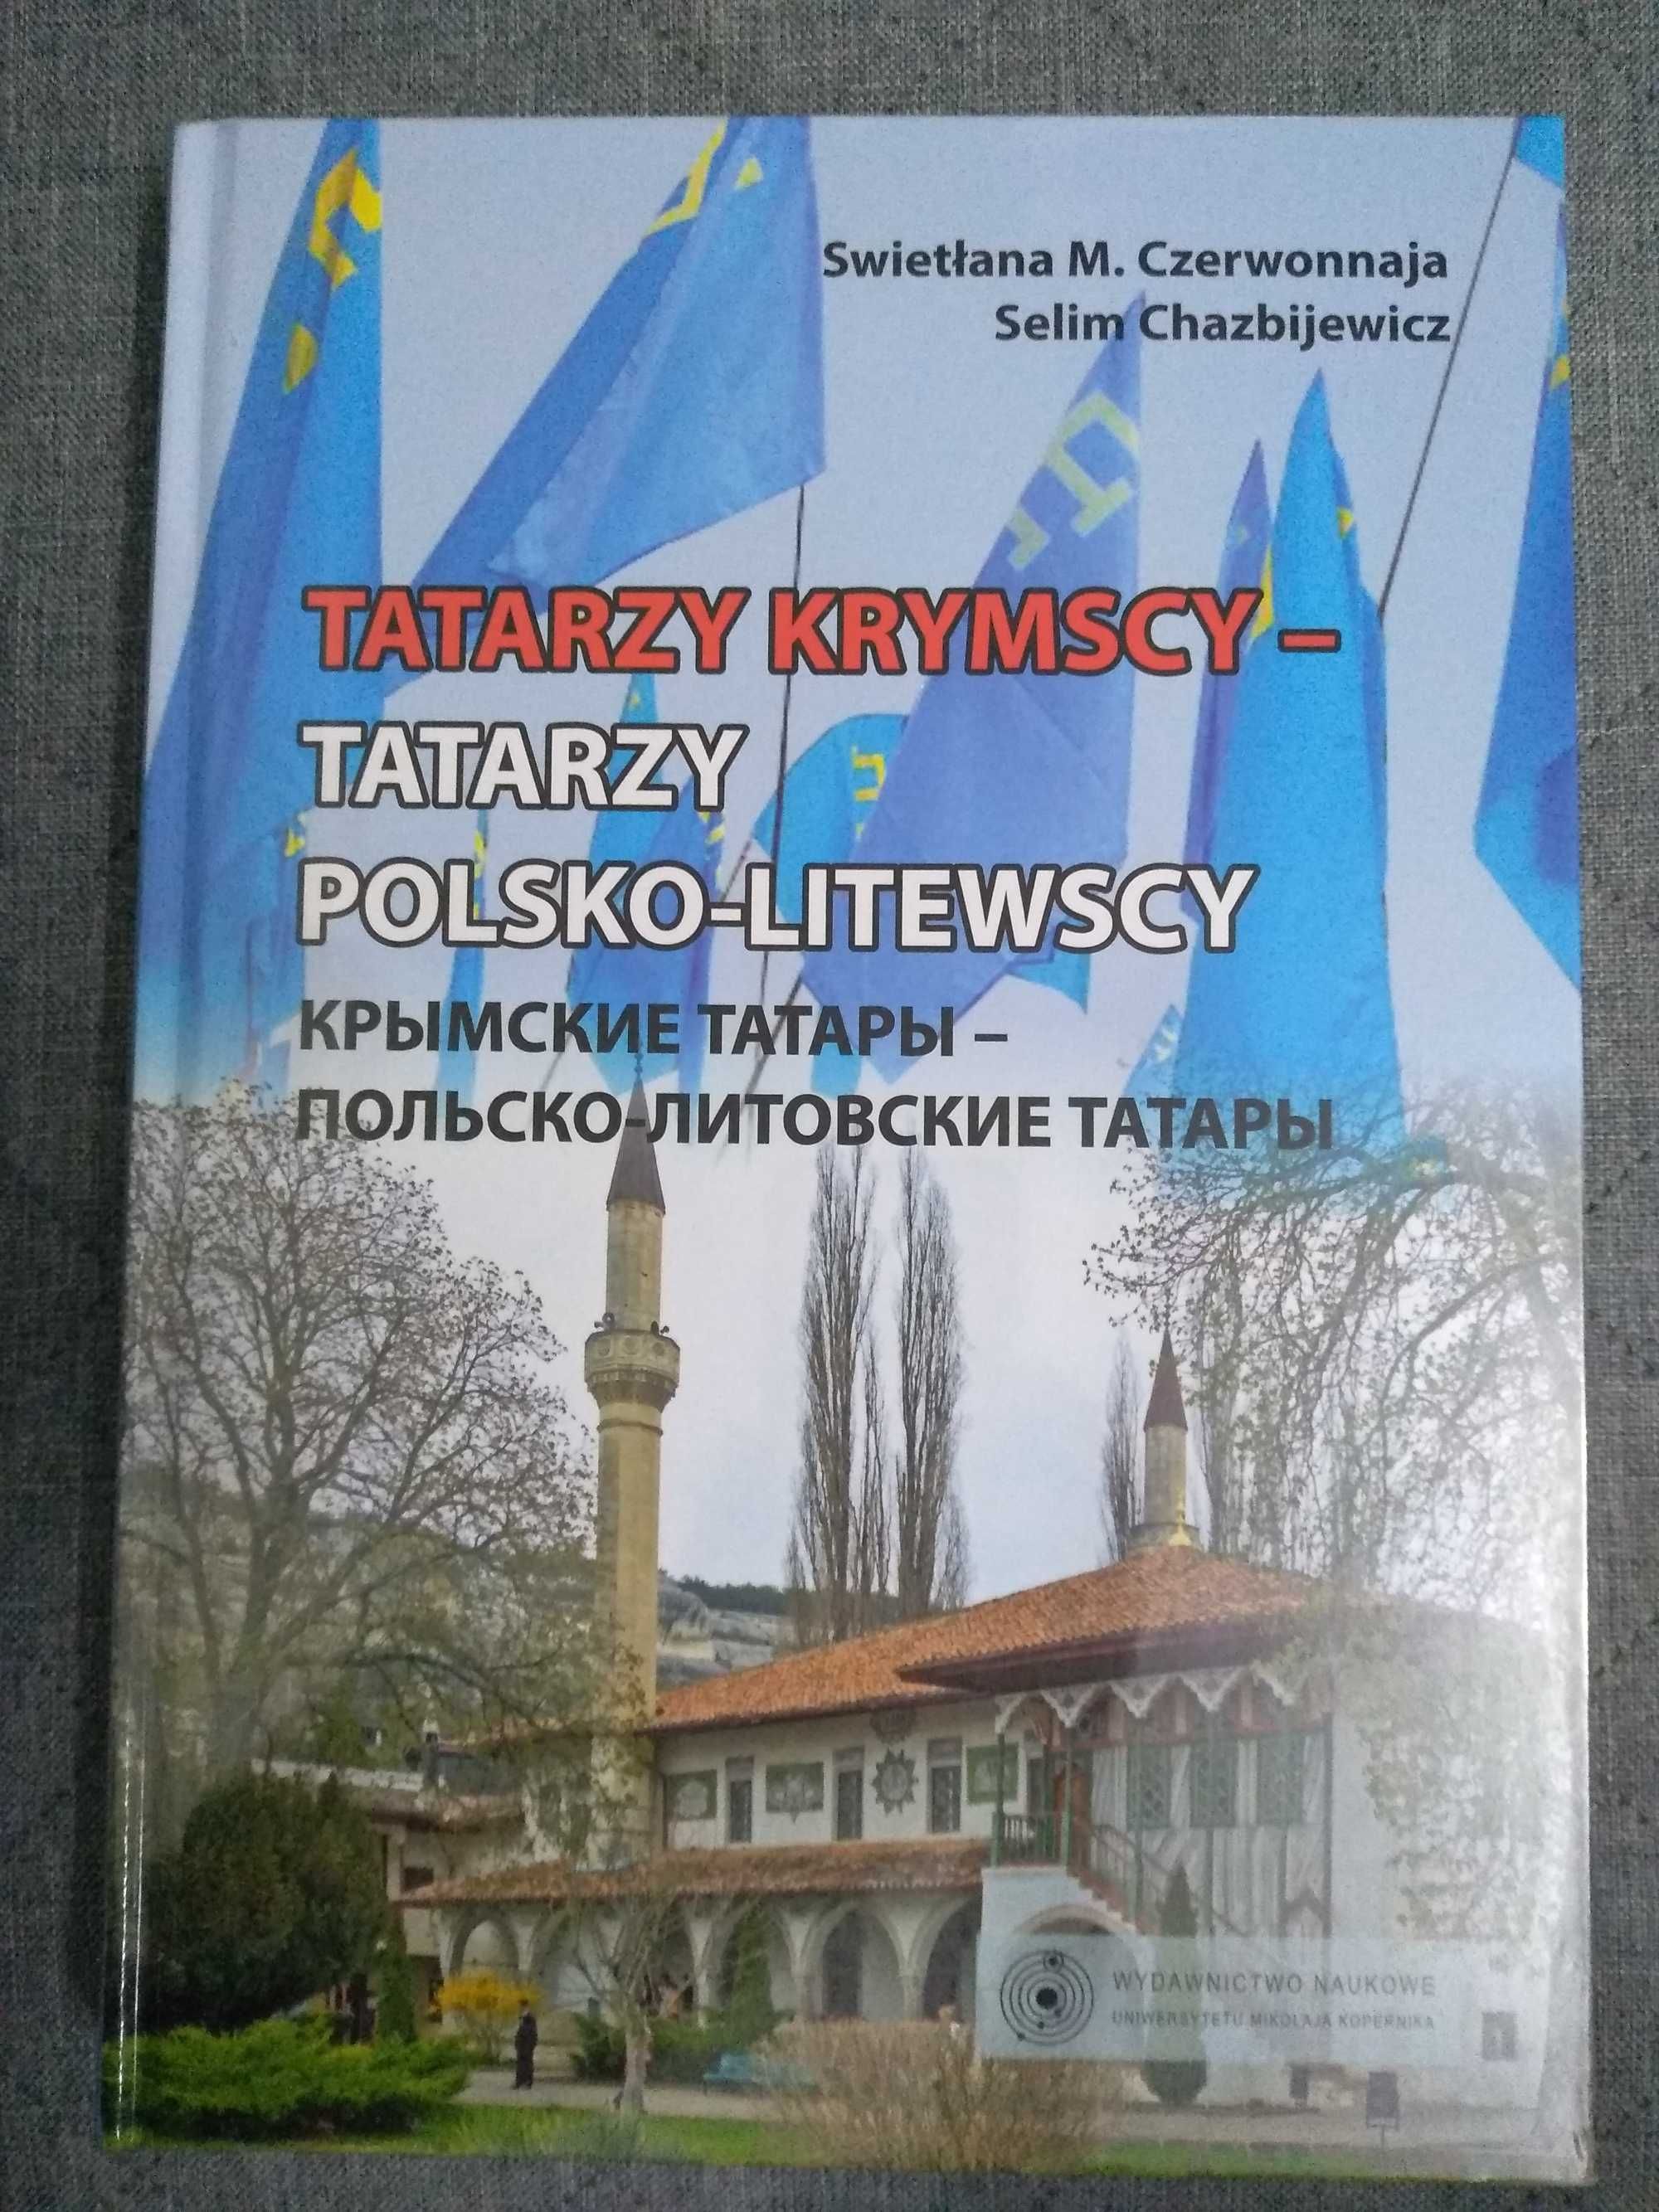 Swietłana M. Czerwonnaja
Selim Chazbijewicz
TATARZY KRYMSCY –
TATARZY
POLSKO-LITEWSCY
КРЫМСКИЕ ТАТАРЫ –
ПОЛЬСКО-ЛИТОВСКИЕ ТАТАРЫ
WYDAWNICTWO NAUKOWE
UNIWERSYTETU MIKOŁAJA KOPERNIKA